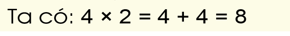 Ta có: 4 × 2 = 4 + 4 = 8